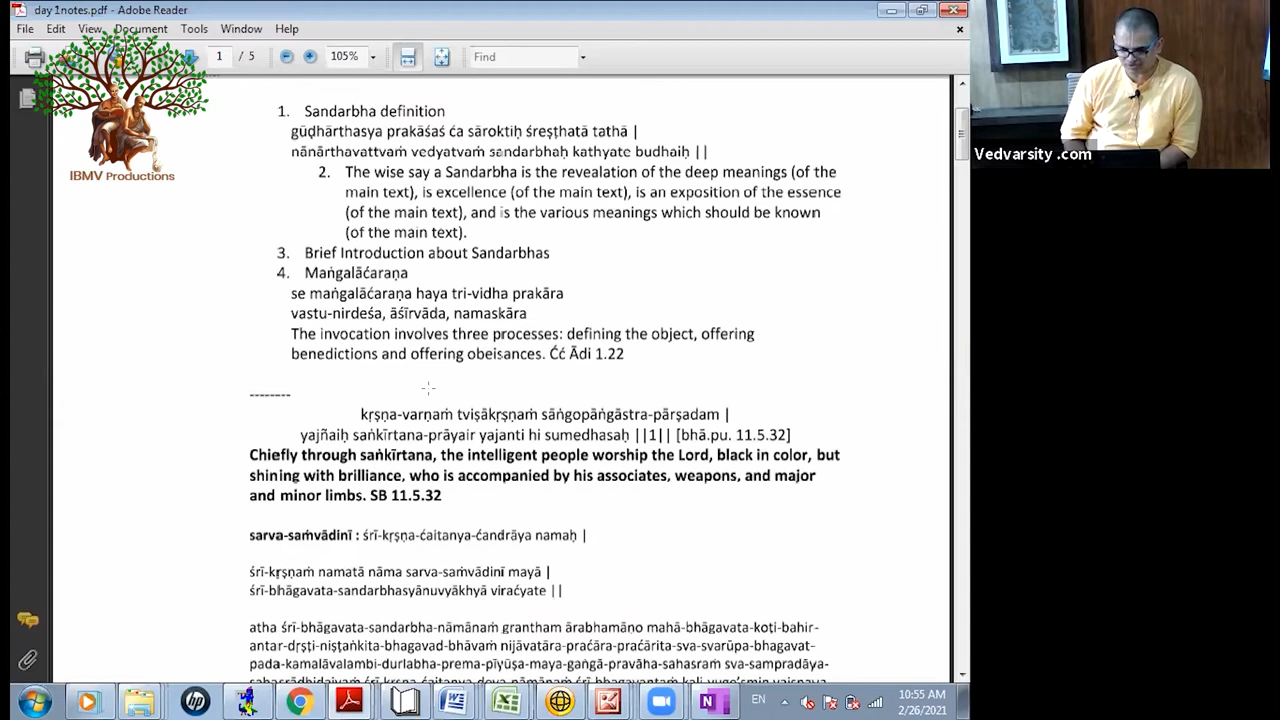 day 1notes.pdf - Adobe Reader
File Edit View Document Tools Window Help
1 / 5 105% Find
IBMV Productions
Vedvarsity .com
1. Sandarbha definition
gūḍhārthasya prakāśaś ća sāroktiḥ śreṣṭhatā tathā |
nānārthavattvaṁ vedyatvaṁ sandarbhaḥ kathyate budhaiḥ ||
2. The wise say a Sandarbha is the revealation of the deep meanings (of the
main text), is excellence (of the main text), is an exposition of the essence
(of the main text), and is the various meanings which should be known
(of the main text).
3. Brief Introduction about Sandarbhas
4. Maṅgalāćaraṇa
se maṅgalāćaraṇa haya tri-vidha prakāra
vastu-nirdeśa, āśīrvāda, namaskāra
The invocation involves three processes: defining the object, offering
benedictions and offering obeisances. Ćć Ādi 1.22
--------
kṛṣṇa-varṇaṁ tviṣākṛṣṇaṁ sāṅgopāṅgāstra-pārṣadam |
yajñaiḥ saṅkīrtana-prāyair yajanti hi sumedhasaḥ ||1|| [bhā.pu. 11.5.32]
Chiefly through saṅkīrtana, the intelligent people worship the Lord, black in color, but
shining with brilliance, who is accompanied by his associates, weapons, and major
and minor limbs. SB 11.5.32
sarva-saṁvādinī : śrī-kṛṣṇa-ćaitanya-ćandrāya namaḥ |
śrī-kṛṣṇaṁ namatā nāma sarva-saṁvādinī mayā |
śrī-bhāgavata-sandarbhasyānuvyākhyā viraćyate ||
atha śrī-bhāgavata-sandarbha-nāmānaṁ grantham ārabhamāṇo mahā-bhāgavata-koṭi-bahir-
antar-dṛṣṭi-niṣṭaṅkita-bhagavad-bhāvaṁ nijāvatāra-praćāra-praćārita-sva-svarūpa-bhagavat-
pada-kamalāvalambi-durlabha-prema-pīyūṣa-maya-gaṅgā-pravāha-sahasraṁ sva-sampradāya-
EN
10:55 AM
2/26/2021